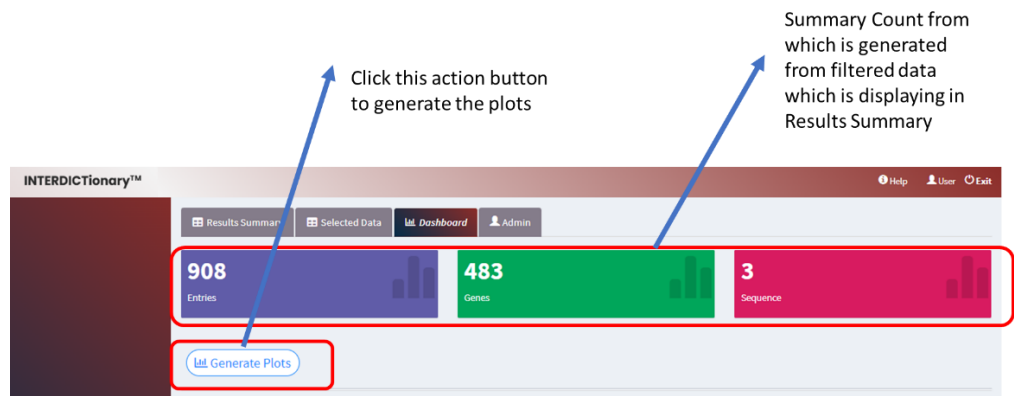 Summary Count from
which is generated
from filtered data
which is displaying in
Results Summary
Click this action button
to generate the plots
INTERDICTionary™
Help User Exit
Results Summary Selected Data Dashboard Admin
908 483 3
Entries Genes Sequence
Generate Plots